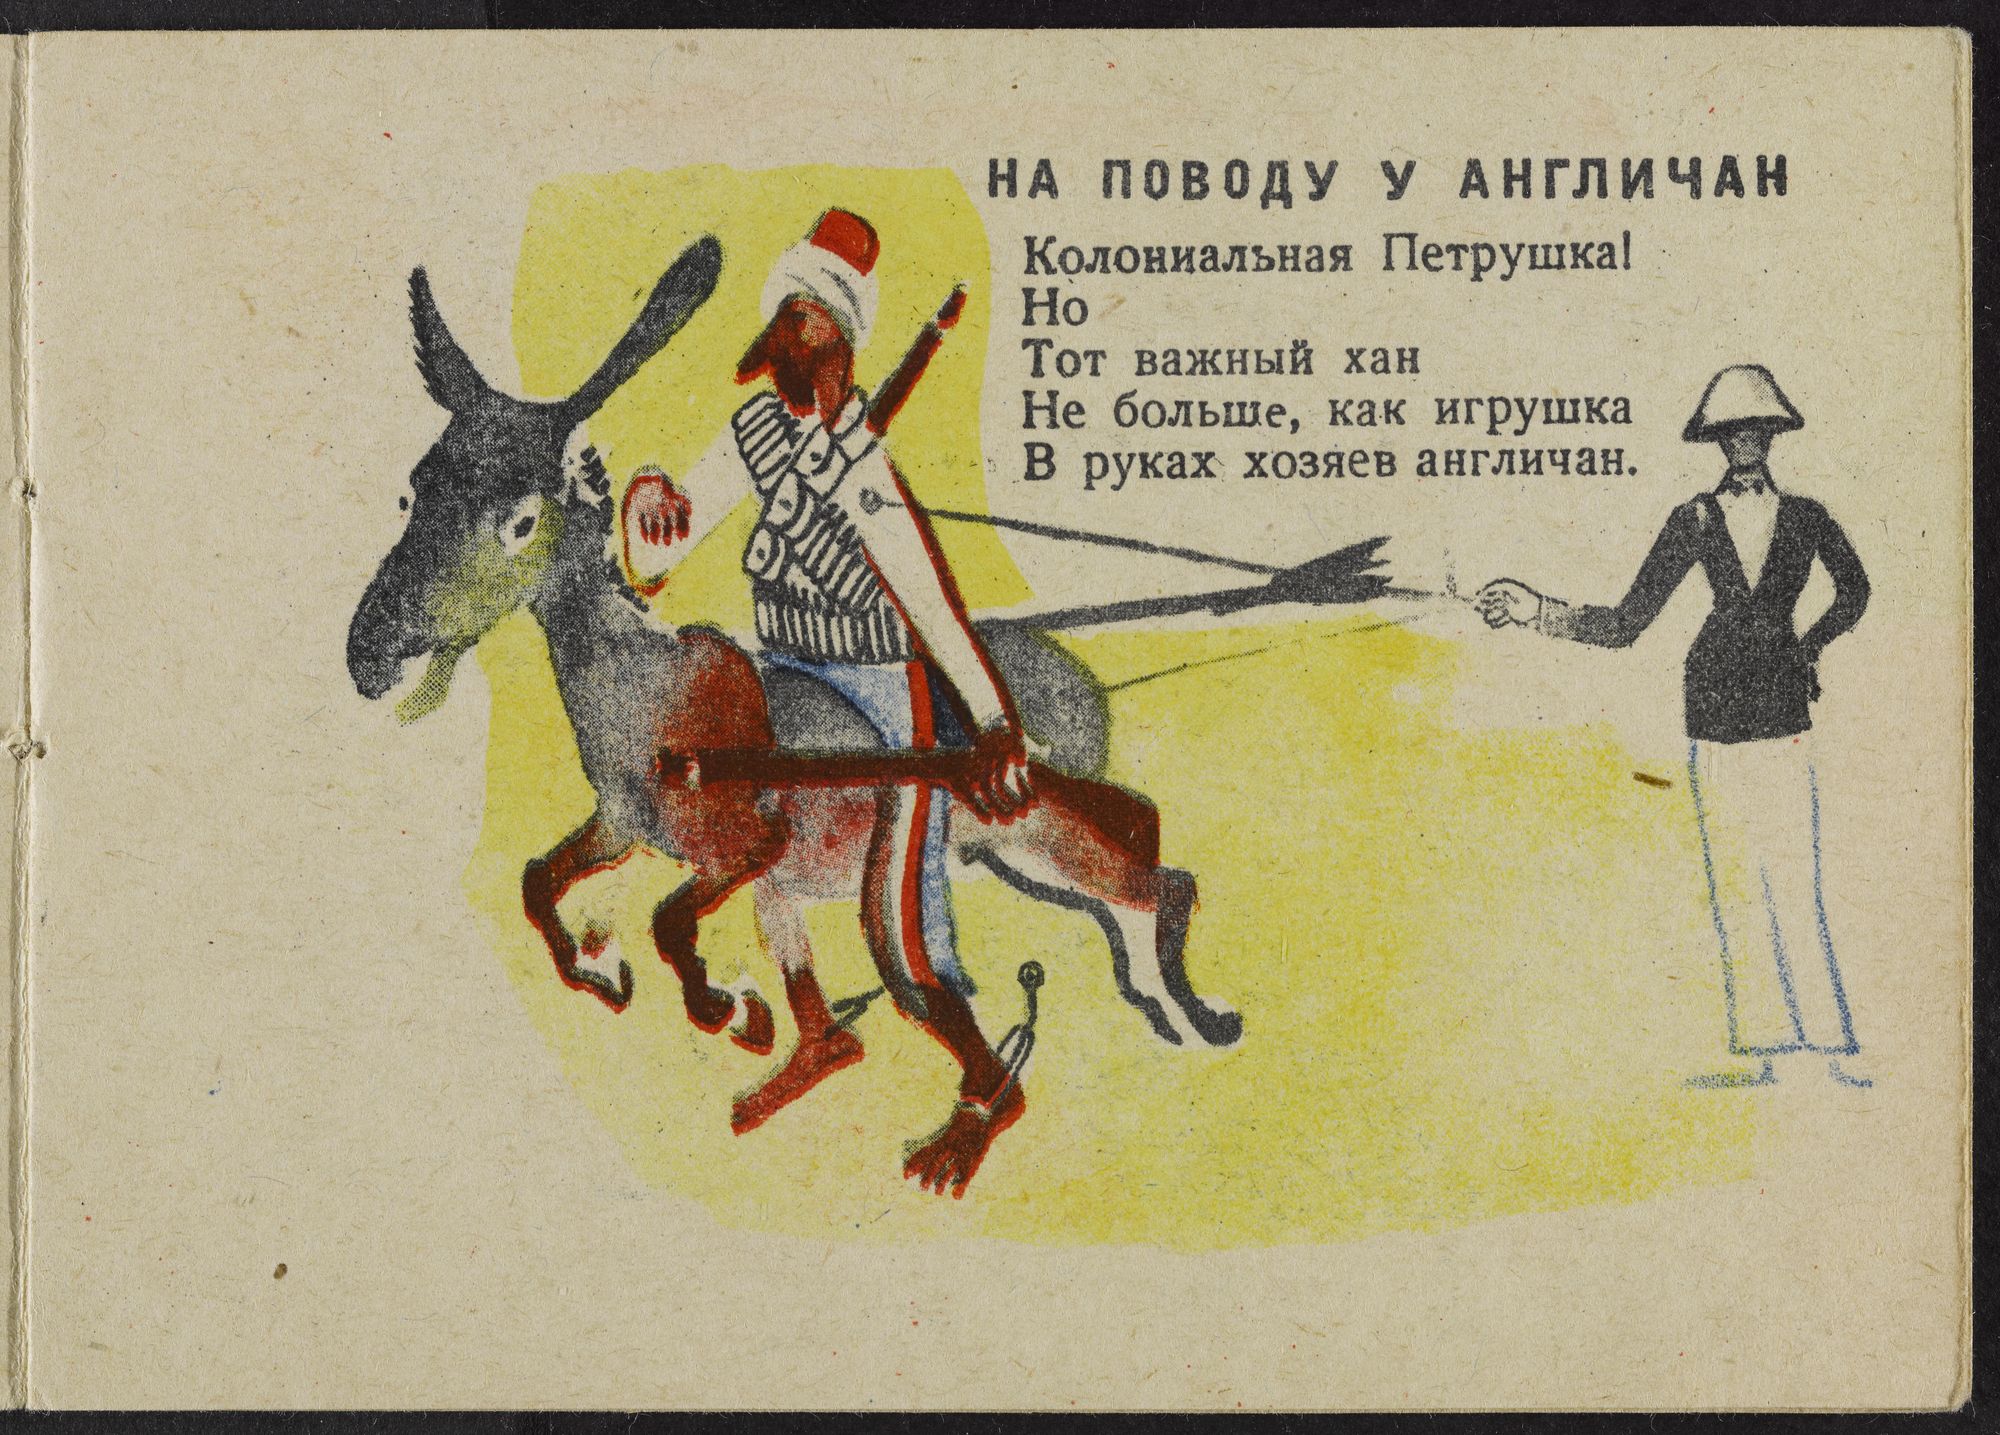 НА ПОВОДУ У АНГЛИЧАН
Колониальная Петрушка!
Но
Тот важный хан
Не больше, как игрушка
В руках хозяев англичан.